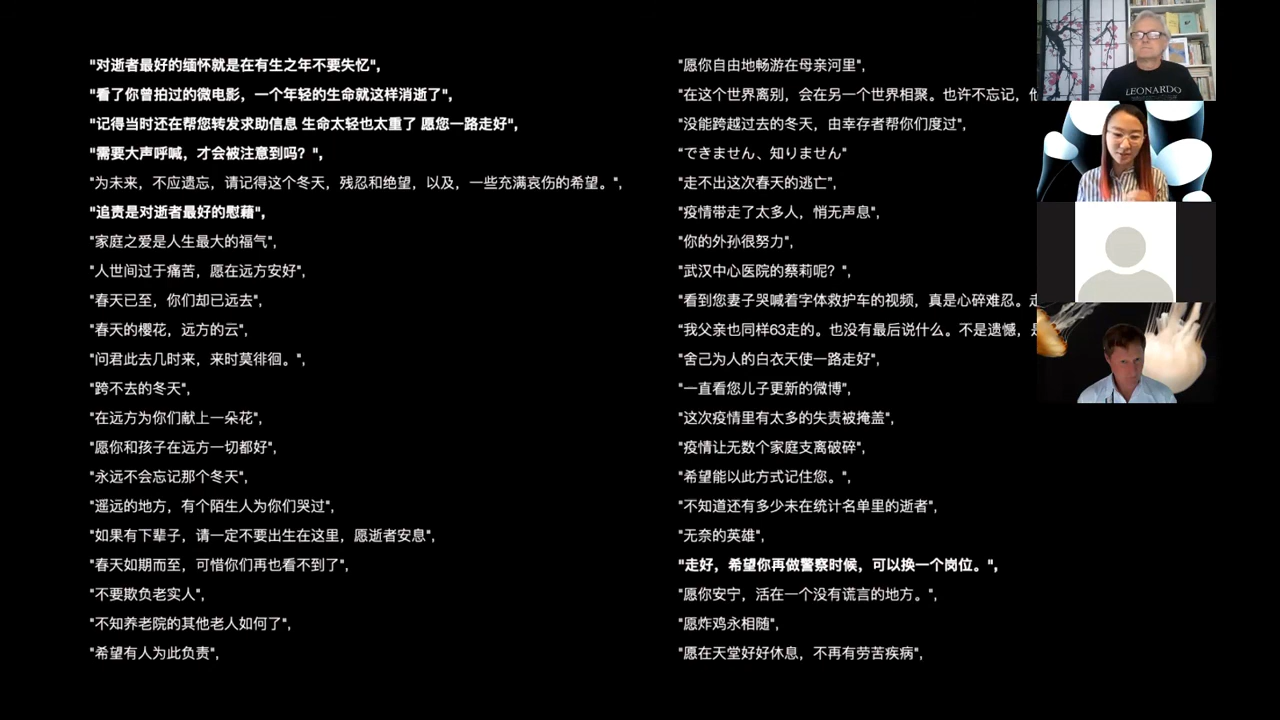 "对逝者最好的缅怀就是在有生之年不要失忆",
"看了你曾拍过的微电影，一个年轻的生命就这样消逝了",
"记得当时还在帮您转发求助信息 生命太轻也太重了 愿您一路走好",
"需要大声呼喊，才会被注意到吗？",
"为未来，不应遗忘，请记得这个冬天，残忍和绝望，以及，一些充满哀伤的希望。",
"追责是对逝者最好的慰藉",
"家庭之爱是人生最大的福气",
"人世间过于痛苦，愿在远方安好",
"春天已至，你们却已远去",
"春天的樱花，远方的云",
"问君此去几时来，来时莫徘徊。",
"跨不去的冬天",
"在远方为你们献上一朵花",
"愿你和孩子在远方一切都好",
"永远不会忘记那个冬天",
"遥远的地方，有个陌生人为你们哭过",
"如果有下辈子，请一定不要出生在这里，愿逝者安息",
"春天如期而至，可惜你们再也看不到了",
"不要欺负老实人",
"不知养老院的其他老人如何了",
"希望有人为此负责",
"愿你自由地畅游在母亲河里",
"在这个世界离别，会在另一个世界相聚。也许不忘记，
"没能跨越过去的冬天，由幸存者帮你们度过",
"できません、知りません"
"走不出这次春天的逃亡",
"疫情带走了太多人，悄无声息",
"你的外孙很努力",
"武汉中心医院的蔡莉呢？",
"看到您妻子哭喊着字体救护车的视频，真是心碎难忍。
"我父亲也同样63走的。也没有最后说什么。不是遗憾，
"舍己为人的白衣天使一路走好",
"一直看您儿子更新的微博",
"这次疫情里有太多的失责被掩盖",
"疫情让无数个家庭支离破碎",
"希望能以此方式记住您。",
"不知道还有多少未在统计名单里的逝者",
"无奈的英雄",
"走好，希望你再做警察时候，可以换一个岗位。",
"愿你安宁，活在一个没有谎言的地方。",
"愿炸鸡永相随",
"愿在天堂好好休息，不再有劳苦疾病",
LEONARDO